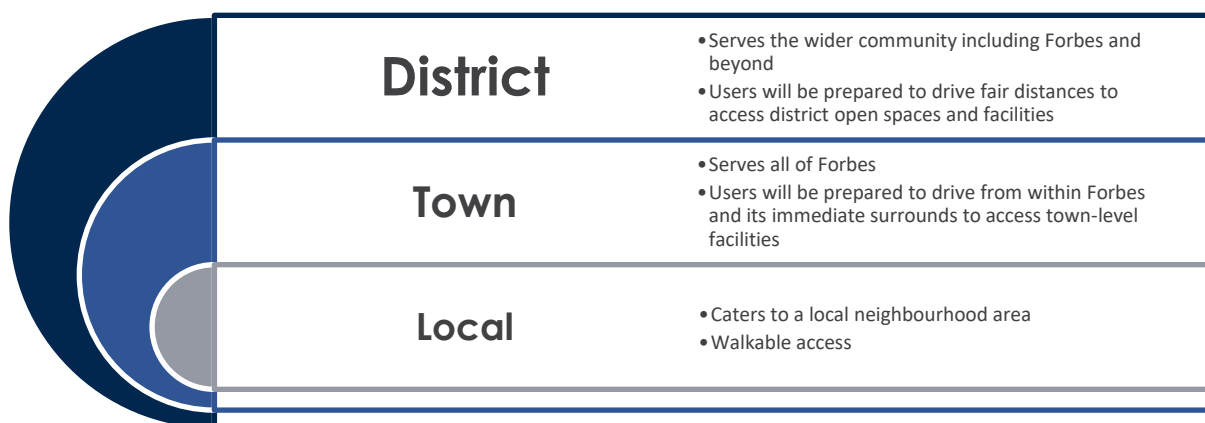 District
•Serves the wider community including Forbes and
beyond
•Users will be prepared to drive fair distances to
access district open spaces and facilities
Town
•Serves all of Forbes
•Users will be prepared to drive from within Forbes
and its immediate surrounds to access town-level
facilities
Local
•Caters to a local neighbourhood area
•Walkable access